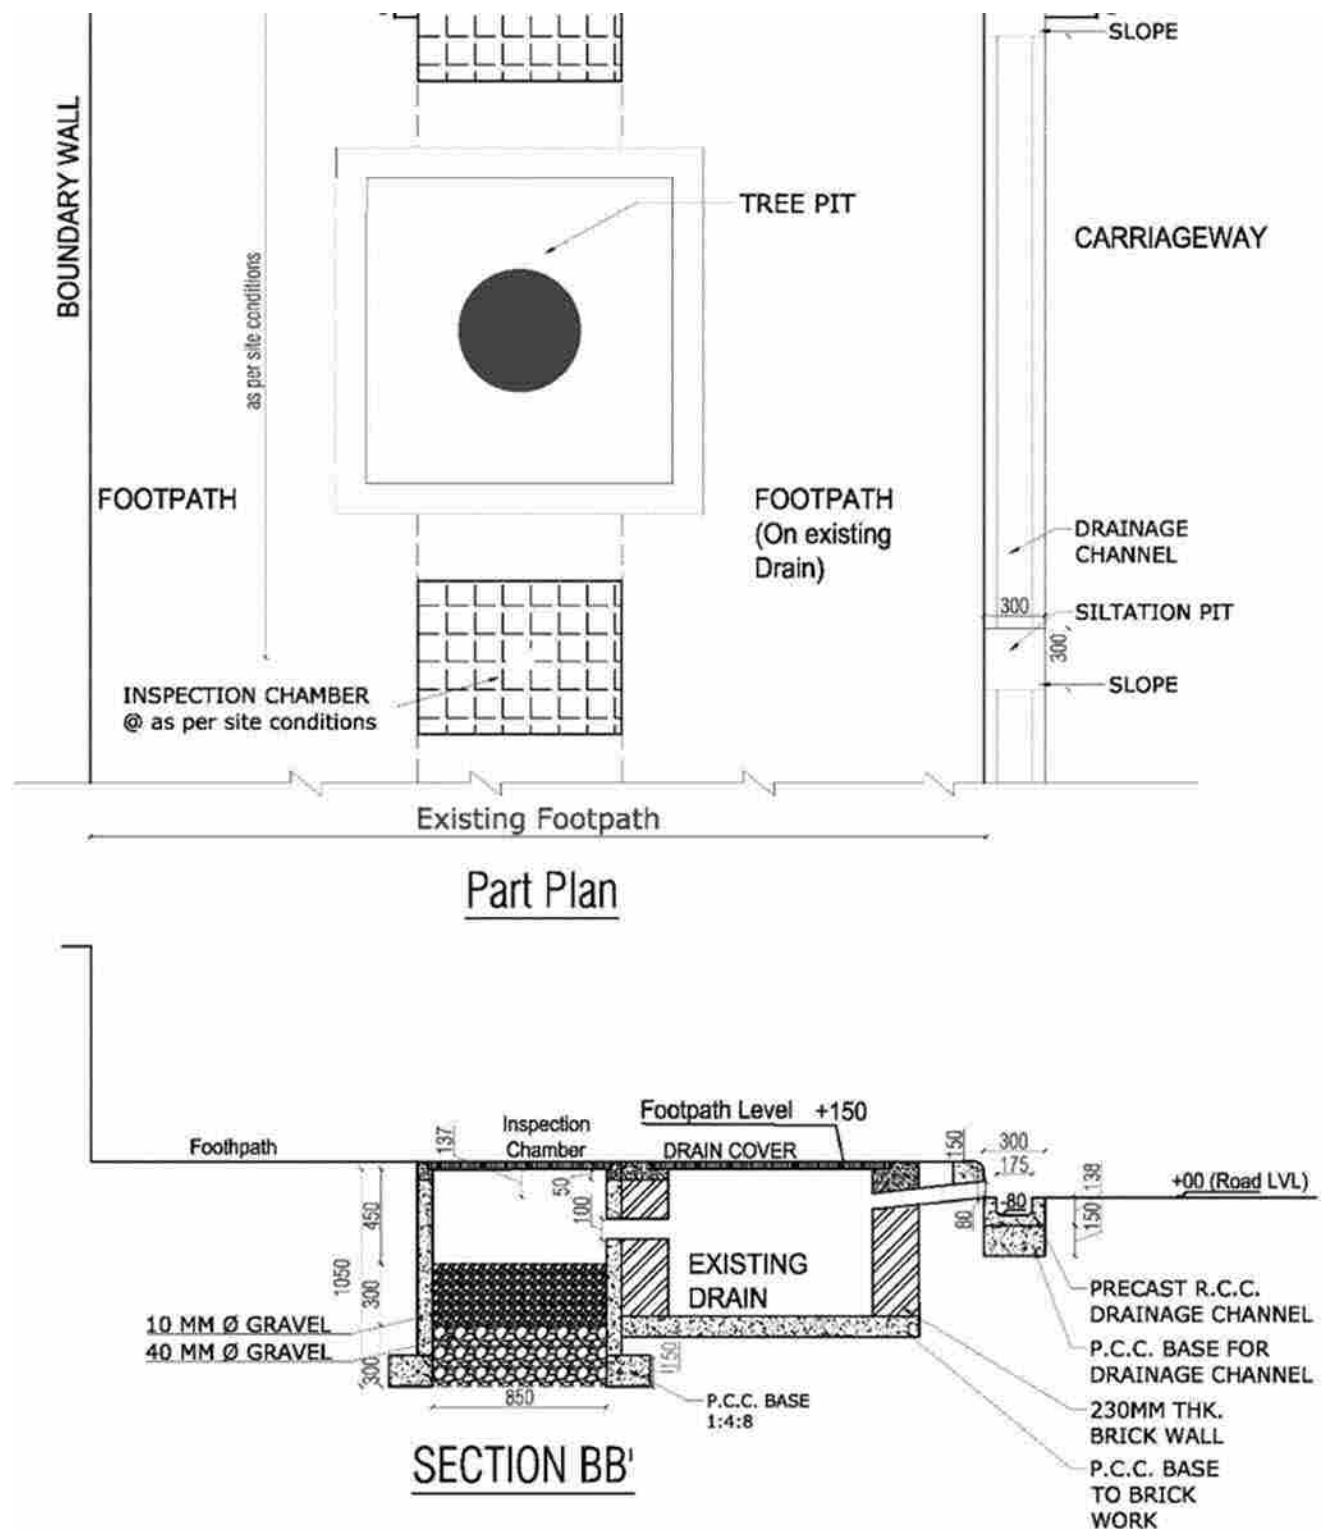 SLOPE
BOUNDARY WALL
TREE PIT
CARRIAGEWAY
as per site conditions
FOOTPATH
FOOTPATH
(On existing
Drain)
DRAINAGE
CHANNEL
300
SILTATION PIT
300
SLOPE
INSPECTION CHAMBER
@ as per site conditions
Existing Footpath
Part Plan
Footpath Level +150
Inspection
Chamber
137
Foothpath
DRAIN COVER
150
300
175
138
+00 (Road LVL)
50
100
450
-80
80
150
1050
300
EXISTING
DRAIN
PRECAST R.C.C.
DRAINAGE CHANNEL
10 MM Ø GRAVEL
40 MM Ø GRAVEL
300
150
P.C.C. BASE FOR
DRAINAGE CHANNEL
850
P.C.C. BASE
1:4:8
230MM THK.
BRICK WALL
SECTION BB'
P.C.C. BASE
TO BRICK
WORK